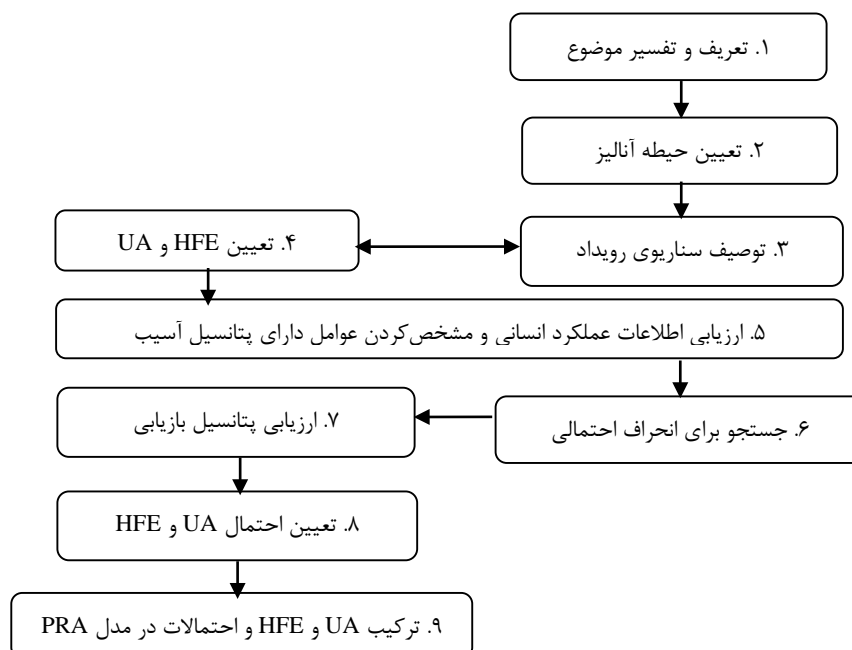 ۱. تعریف و تفسیر موضوع
۲. تعیین حیطه آنالیز
۳. توصیف سناریوی رویداد
۴. تعیین HFE و UA
۵. ارزیابی اطلاعات عملکرد انسانی و مشخص‌کردن عوامل دارای پتانسیل آسیب
۶. جستجو برای انحراف احتمالی
۷. ارزیابی پتانسیل بازیابی
۸. تعیین احتمال UA و HFE
۹. ترکیب UA و HFE و احتمالات در مدل PRA